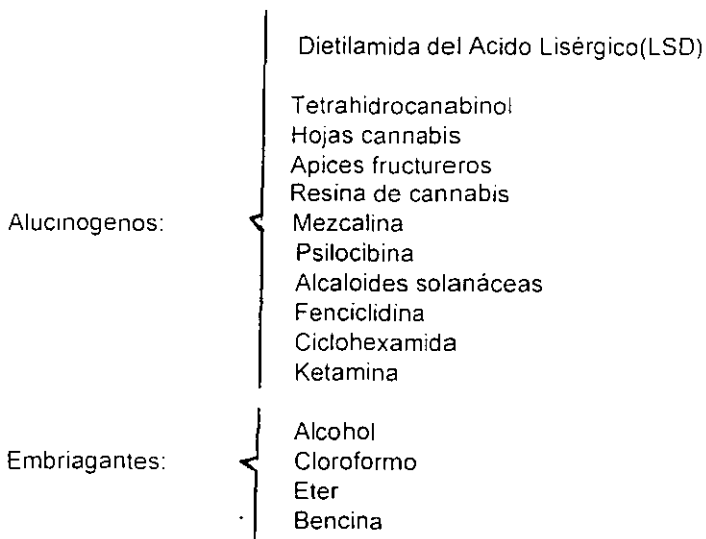 Dietilamida del Acido Lisérgico(LSD)
Tetrahidrocanabinol
Hojas cannabis
Apices fructureros
Resina de cannabis
Alucinogenos:
Mezcalina
Psilocibina
Alcaloides solanáceas
Fenciclidina
Ciclohexamida
Ketamina
Alcohol
Embriagantes:
Cloroformo
Eter
Bencina